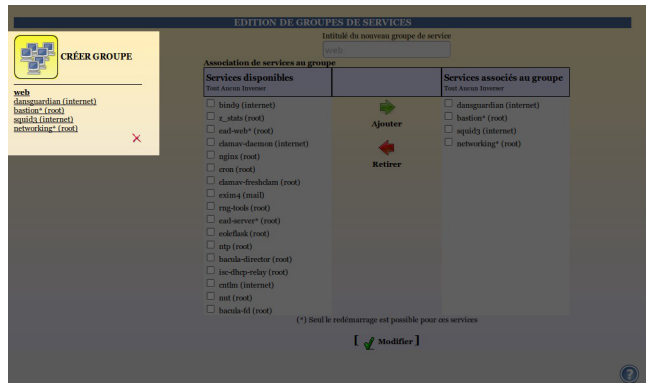 EDITION DE GROUPES DE SERVICES
CRÉER GROUPE
web
dansguardian (internet)
bastion* (root)
squid3 (internet)
networking* (root)
Intitulé du nouveau groupe de service
web
Association de services au groupe
Services disponibles
Tout Aucun Inverser
bind9 (internet)
z_stats (root)
ead-web* (root)
clamav-daemon (internet)
nginx (root)
cron (root)
clamav-freshclam (root)
exim4 (mail)
rng-tools (root)
ead-server* (root)
eoleflask (root)
ntp (root)
bacula-director (root)
isc-dhcp-relay (root)
cntlm (internet)
nut (root)
bacula-fd (root)
Ajouter
Retirer
Services associés au groupe
Tout Aucun Inverser
dansguardian (internet)
bastion* (root)
squid3 (internet)
networking* (root)
(*) Seul le redémarrage est possible pour ces services
[ Modifier ]
?